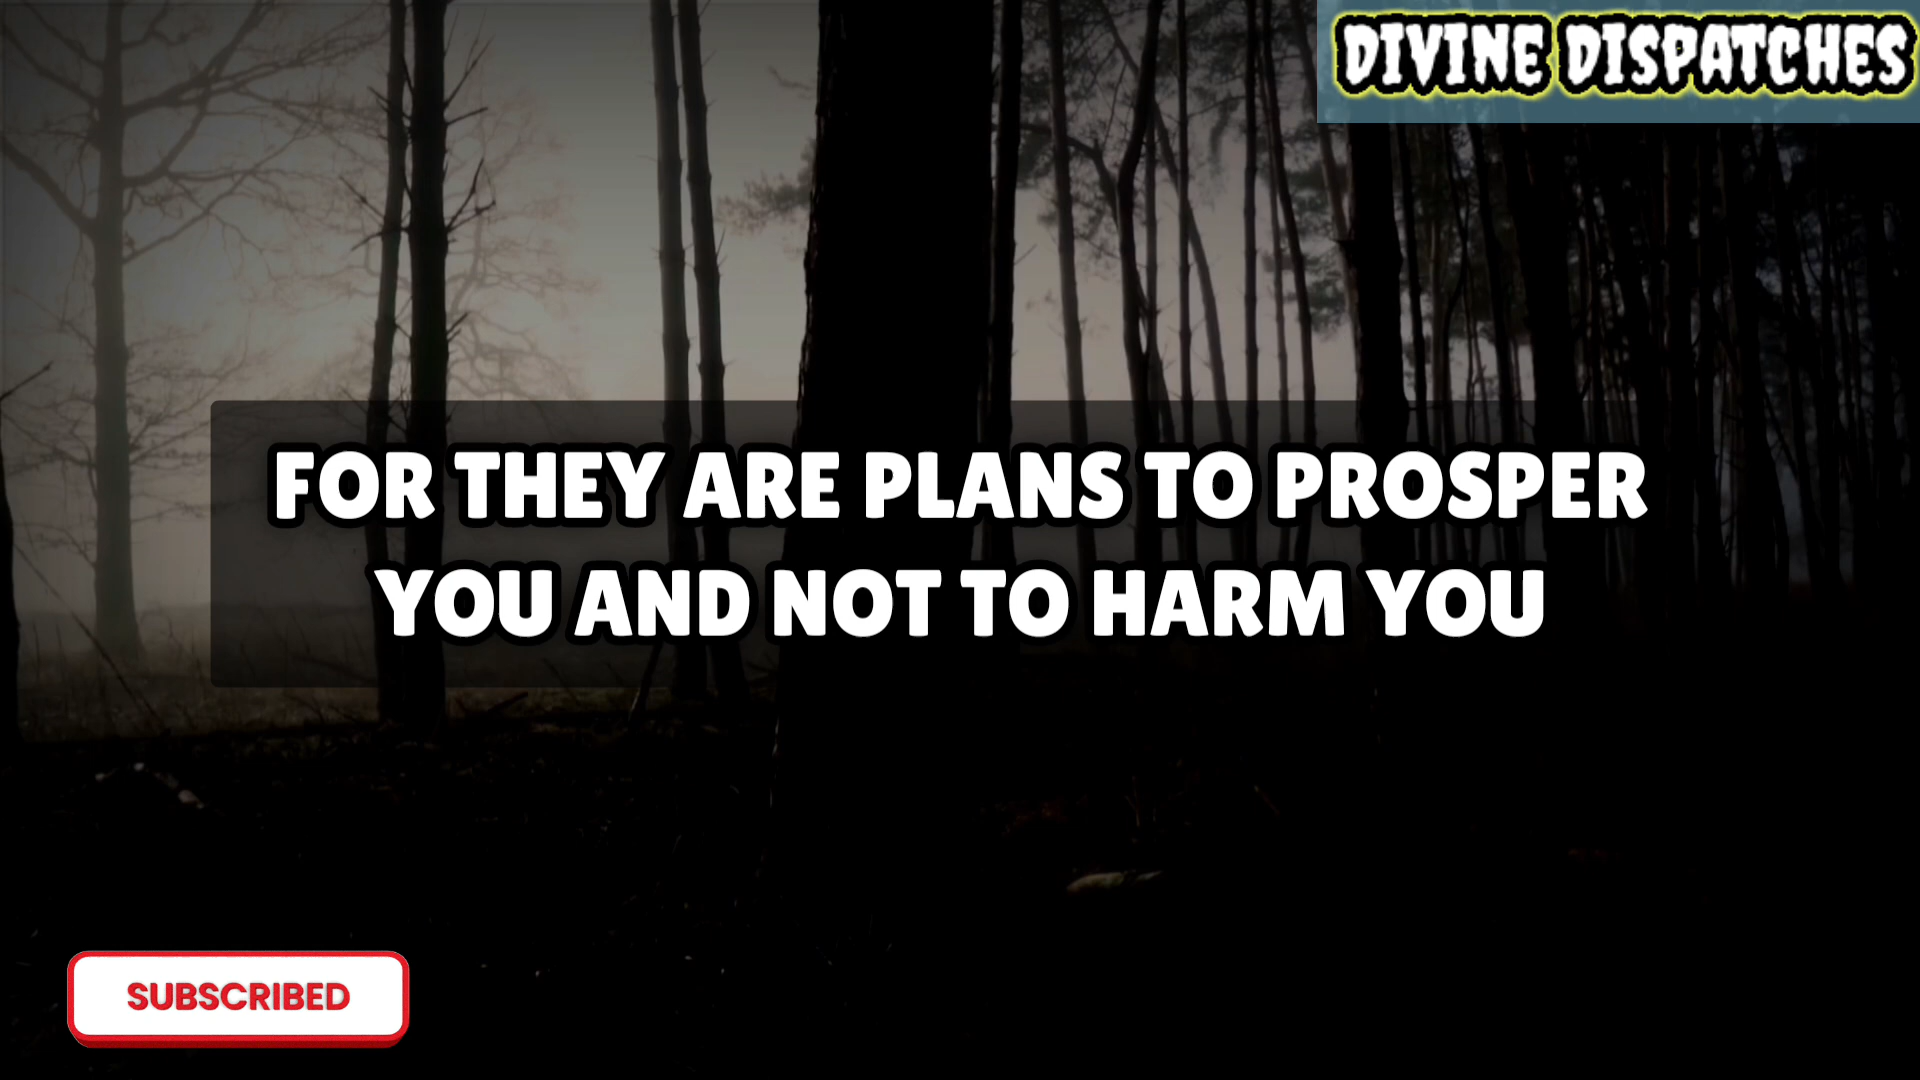 DIVINE DISPATCHES
FOR THEY ARE PLANS TO PROSPER
YOU AND NOT TO HARM YOU
SUBSCRIBED